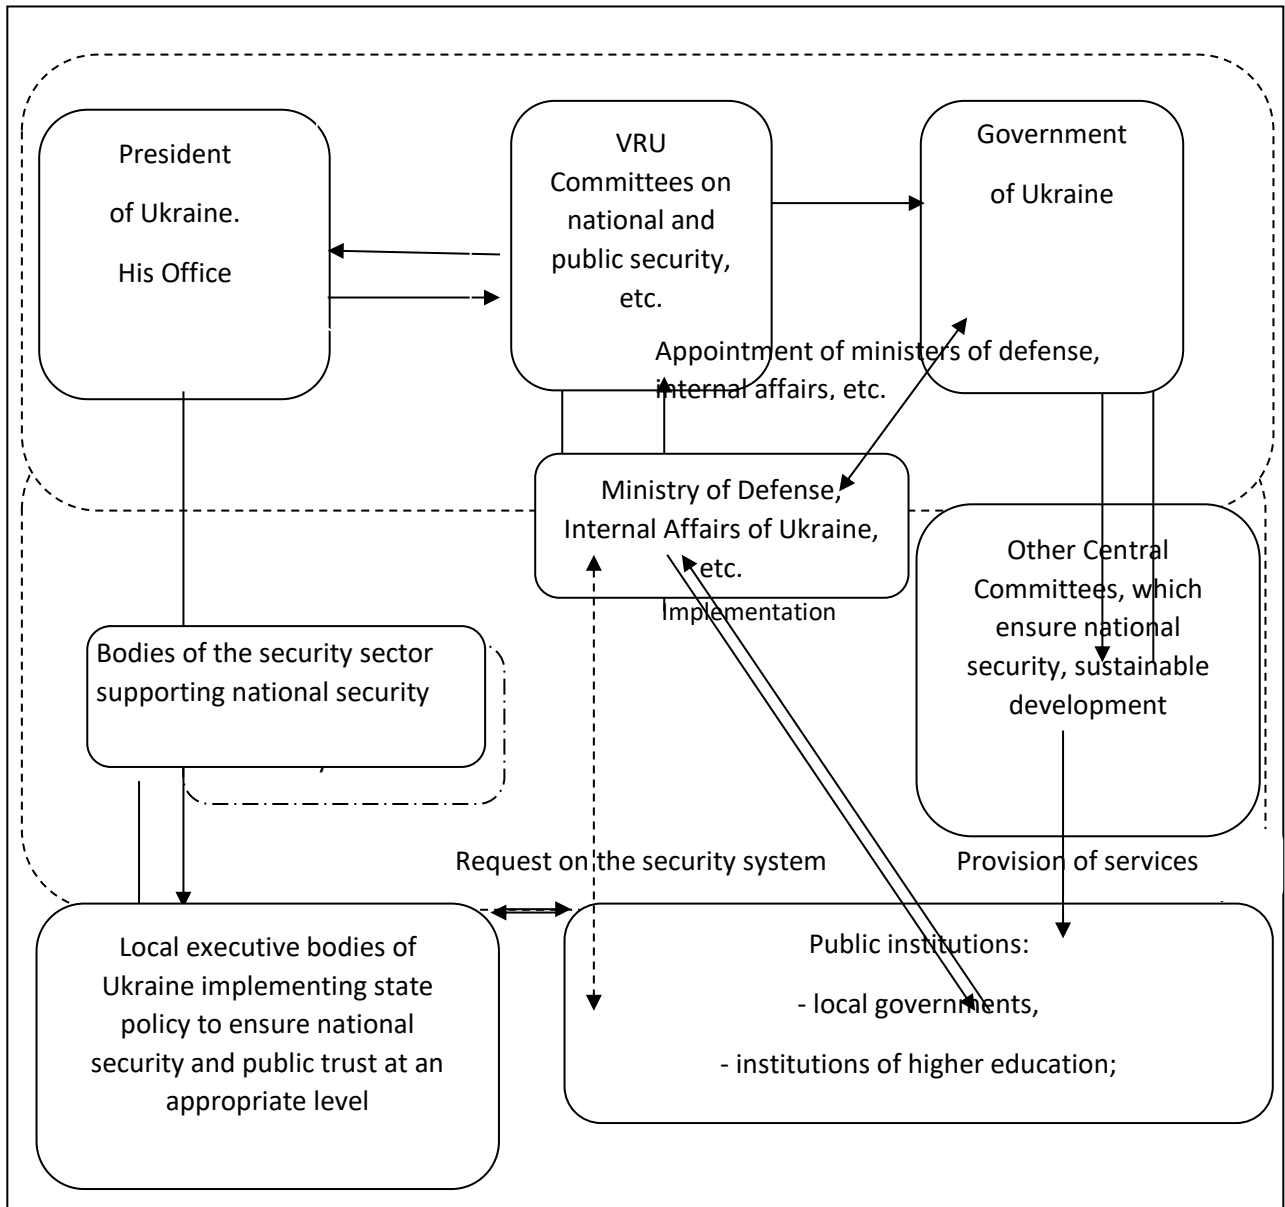 President
of Ukraine.
His Office
VRU
Committees on
national and
public security,
etc.
Government
of Ukraine
Appointment of ministers of defense,
internal affairs, etc.
Ministry of Defense,
Internal Affairs of Ukraine,
etc.
Implementation
Other Central
Committees, which
ensure national
security, sustainable
development
Bodies of the security sector
supporting national security
Request on the security system
Provision of services
Local executive bodies of
Ukraine implementing state
policy to ensure national
security and public trust at an
appropriate level
Public institutions:
- local governments,
- institutions of higher education;